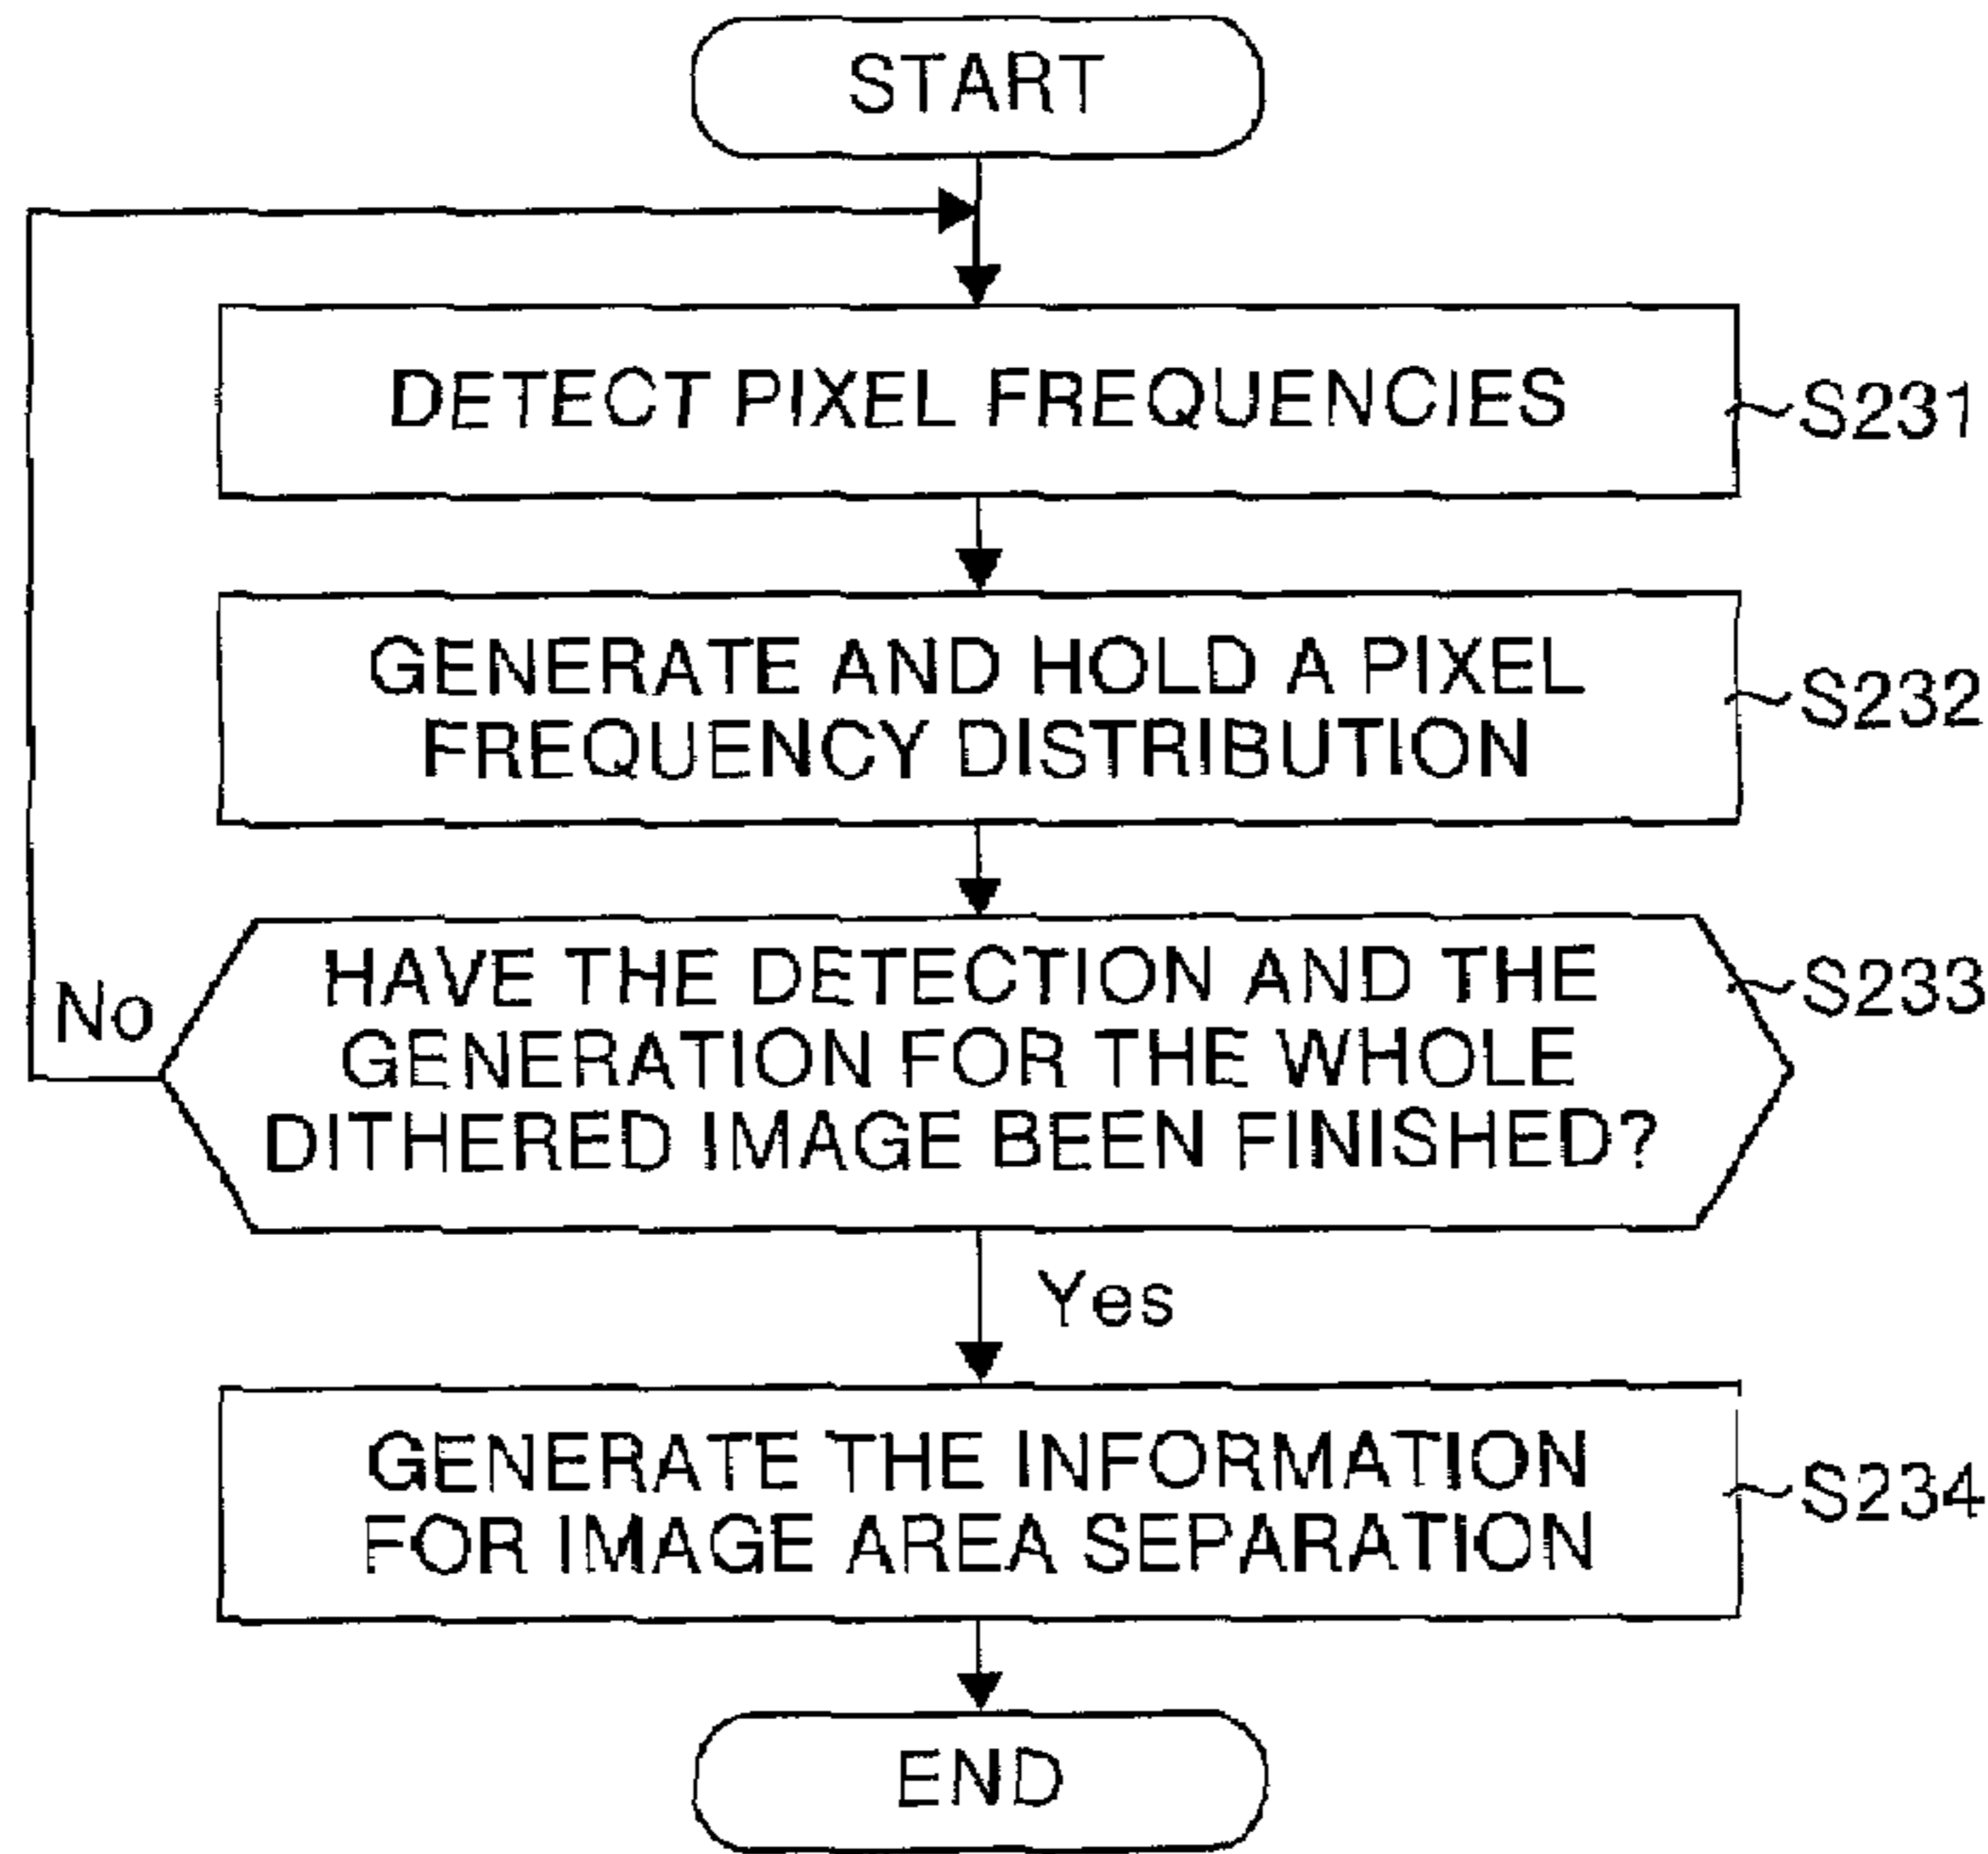 START
DETECT PIXEL FREQUENCIES
S231
GENERATE AND HOLD A PIXEL
FREQUENCY DISTRIBUTION
S232
HAVE THE DETECTION AND THE
GENERATION FOR THE WHOLE
DITHERED IMAGE BEEN FINISHED?
S233
No
Yes
GENERATE THE INFORMATION
FOR IMAGE AREA SEPARATION
S234
END